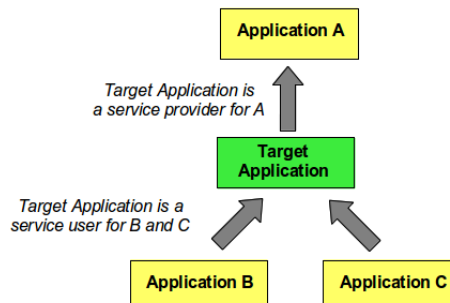 Application A
Target Application is
a service provider for A
Target
Application
Target Application is a
service user for B and C
Application B
Application C